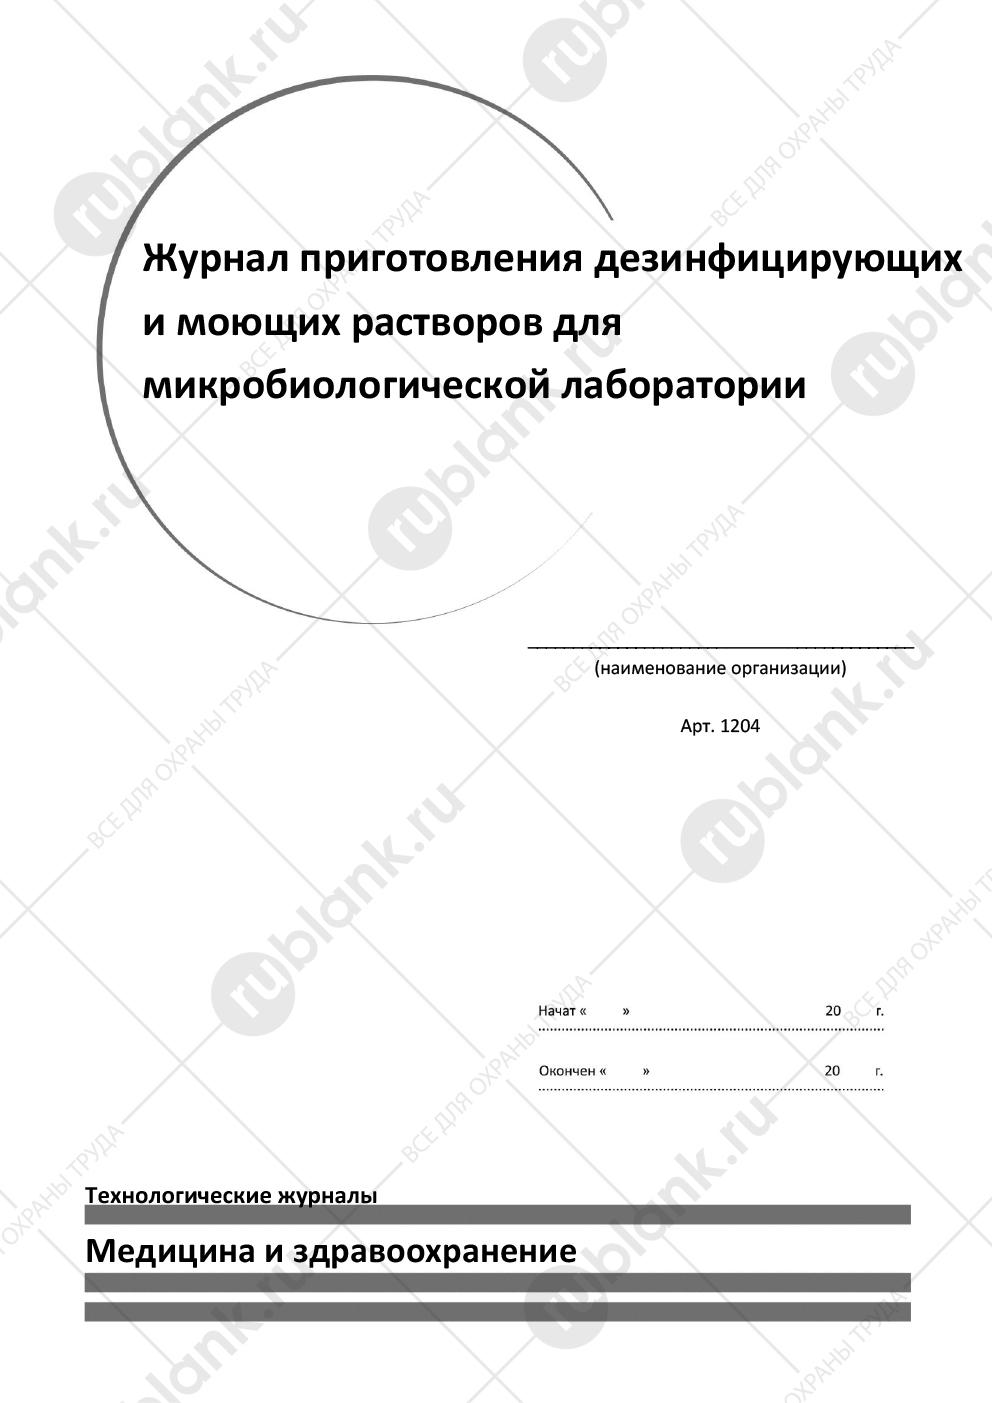 Журнал приготовления дезинфицирующих
и моющих растворов для
микробиологической лаборатории
(наименование организации)
Арт. 1204
Начат « » 20 г.
Окончен « » 20 г.
Технологические журналы
Медицина и здравоохранение
rublank.ru
ВСЕ ДЛЯ ОХРАНЫ ТРУДА